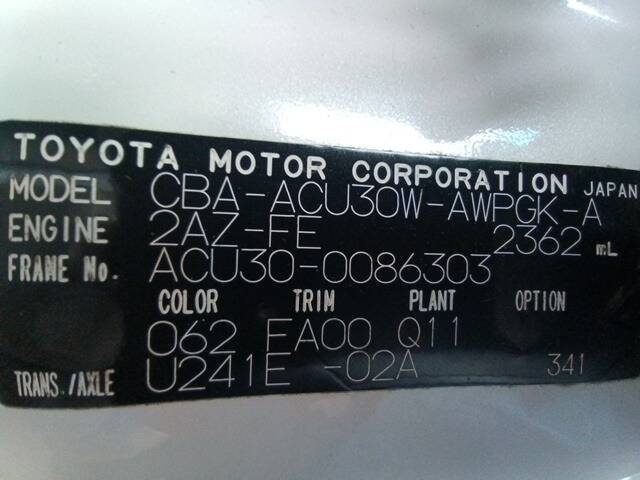 TOYOTA MOTOR CORPORATION JAPAN
MODEL CBA-ACU30W-AWPGK-A
ENGINE 2AZ-FE 2362 mL
FRAME No. ACU30-0086303
COLOR TRIM PLANT OPTION
062 FA00 Q11
TRANS./AXLE U241E -02A 341